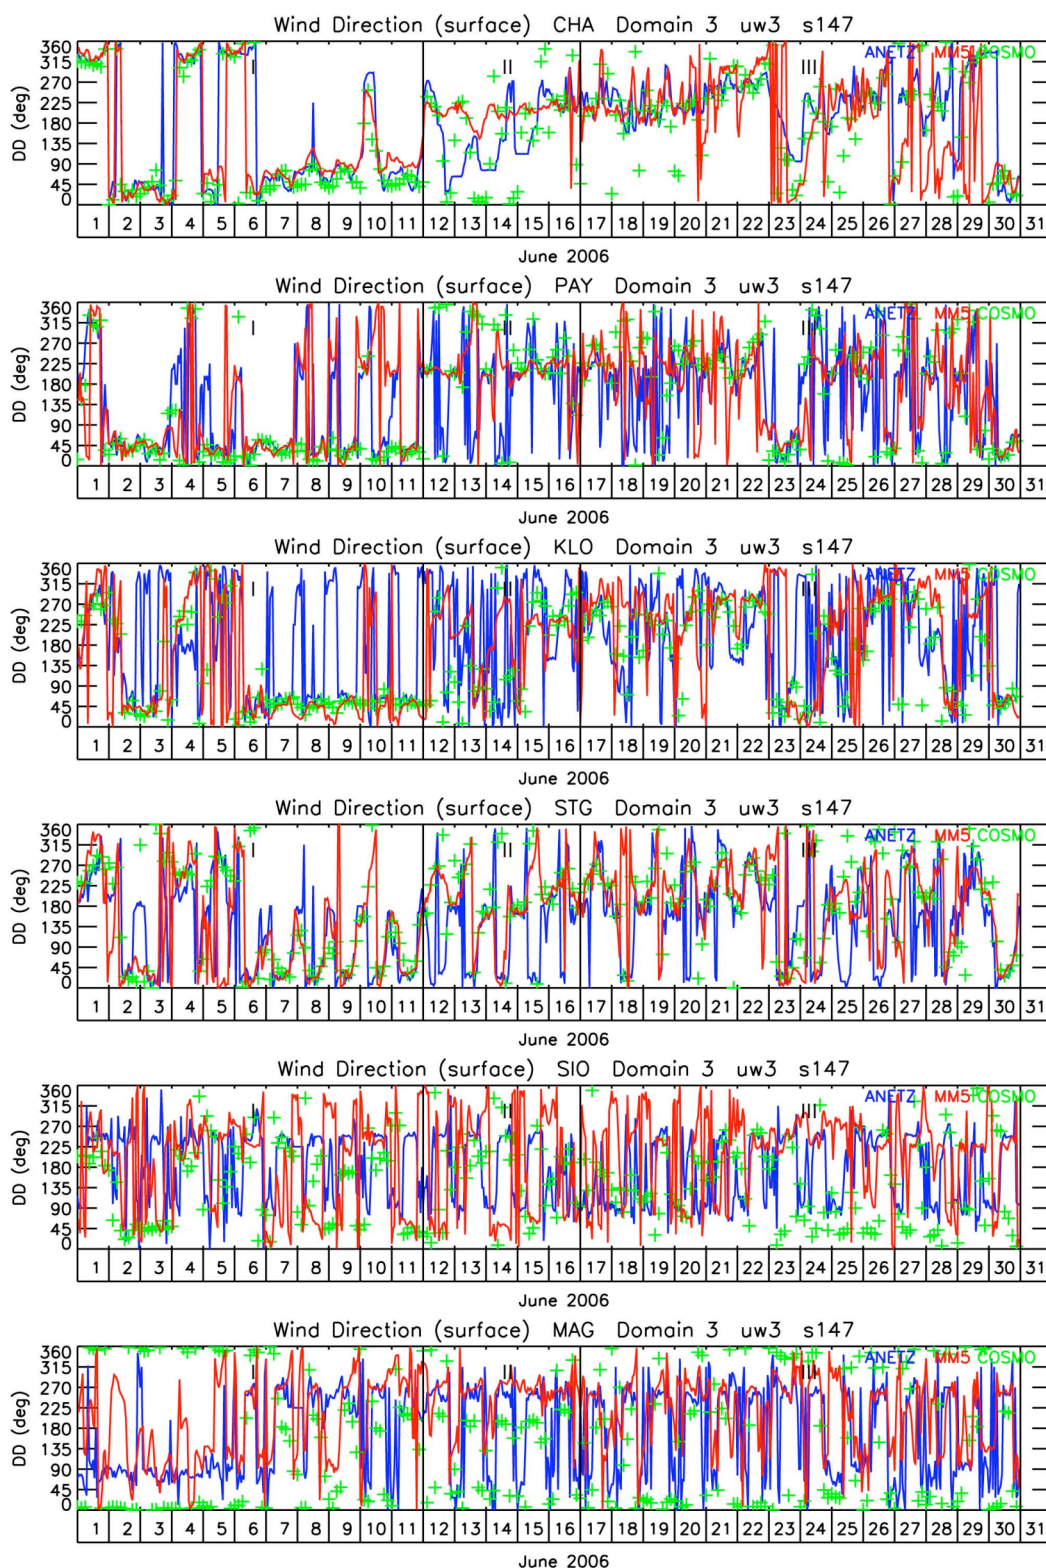 Wind Direction (surface) CHA Domain 3 uw3 s147
ANETZ MM5 COSMO
I II III
DD (deg)
360
315
270
225
180
135
90
45
0
1 2 3 4 5 6 7 8 9 10 11 12 13 14 15 16 17 18 19 20 21 22 23 24 25 26 27 28 29 30 31
June 2006
Wind Direction (surface) PAY Domain 3 uw3 s147
ANETZ MM5 COSMO
I II III
DD (deg)
360
315
270
225
180
135
90
45
0
1 2 3 4 5 6 7 8 9 10 11 12 13 14 15 16 17 18 19 20 21 22 23 24 25 26 27 28 29 30 31
June 2006
Wind Direction (surface) KLO Domain 3 uw3 s147
ANETZ MM5 COSMO
I II III
DD (deg)
360
315
270
225
180
135
90
45
0
1 2 3 4 5 6 7 8 9 10 11 12 13 14 15 16 17 18 19 20 21 22 23 24 25 26 27 28 29 30 31
June 2006
Wind Direction (surface) STG Domain 3 uw3 s147
ANETZ MM5 COSMO
I II III
DD (deg)
360
315
270
225
180
135
90
45
0
1 2 3 4 5 6 7 8 9 10 11 12 13 14 15 16 17 18 19 20 21 22 23 24 25 26 27 28 29 30 31
June 2006
Wind Direction (surface) SIO Domain 3 uw3 s147
ANETZ MM5 COSMO
I II III
DD (deg)
360
315
270
225
180
135
90
45
0
1 2 3 4 5 6 7 8 9 10 11 12 13 14 15 16 17 18 19 20 21 22 23 24 25 26 27 28 29 30 31
June 2006
Wind Direction (surface) MAG Domain 3 uw3 s147
ANETZ MM5 COSMO
I II III
DD (deg)
360
315
270
225
180
135
90
45
0
1 2 3 4 5 6 7 8 9 10 11 12 13 14 15 16 17 18 19 20 21 22 23 24 25 26 27 28 29 30 31
June 2006